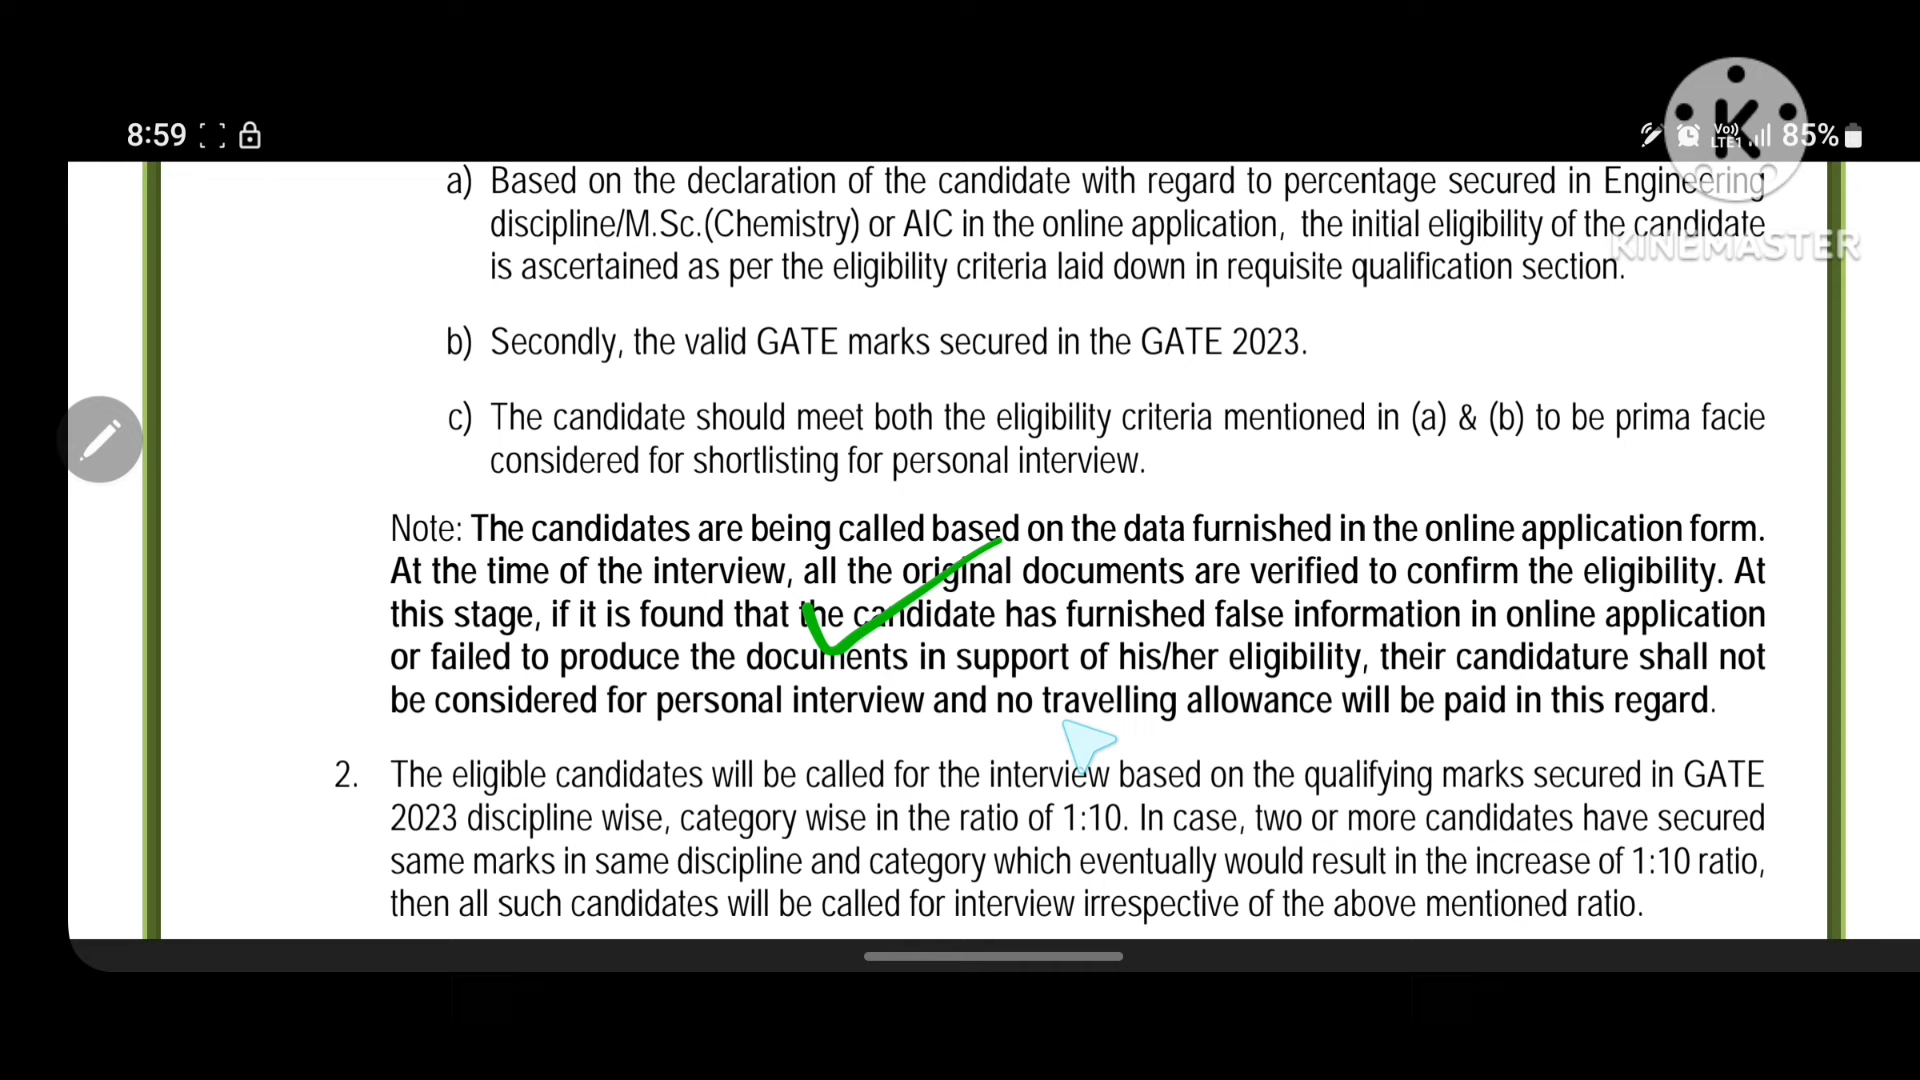 8:59
Vo)) LTE1 85%
K
KINEMASTER
a) Based on the declaration of the candidate with regard to percentage secured in Engineering
discipline/M.Sc.(Chemistry) or AIC in the online application, the initial eligibility of the candidate
is ascertained as per the eligibility criteria laid down in requisite qualification section.
b) Secondly, the valid GATE marks secured in the GATE 2023.
c) The candidate should meet both the eligibility criteria mentioned in (a) & (b) to be prima facie
considered for shortlisting for personal interview.
Note: The candidates are being called based on the data furnished in the online application form.
At the time of the interview, all the original documents are verified to confirm the eligibility. At
this stage, if it is found that the candidate has furnished false information in online application
or failed to produce the documents in support of his/her eligibility, their candidature shall not
be considered for personal interview and no travelling allowance will be paid in this regard.
2. The eligible candidates will be called for the interview based on the qualifying marks secured in GATE
2023 discipline wise, category wise in the ratio of 1:10. In case, two or more candidates have secured
same marks in same discipline and category which eventually would result in the increase of 1:10 ratio,
then all such candidates will be called for interview irrespective of the above mentioned ratio.